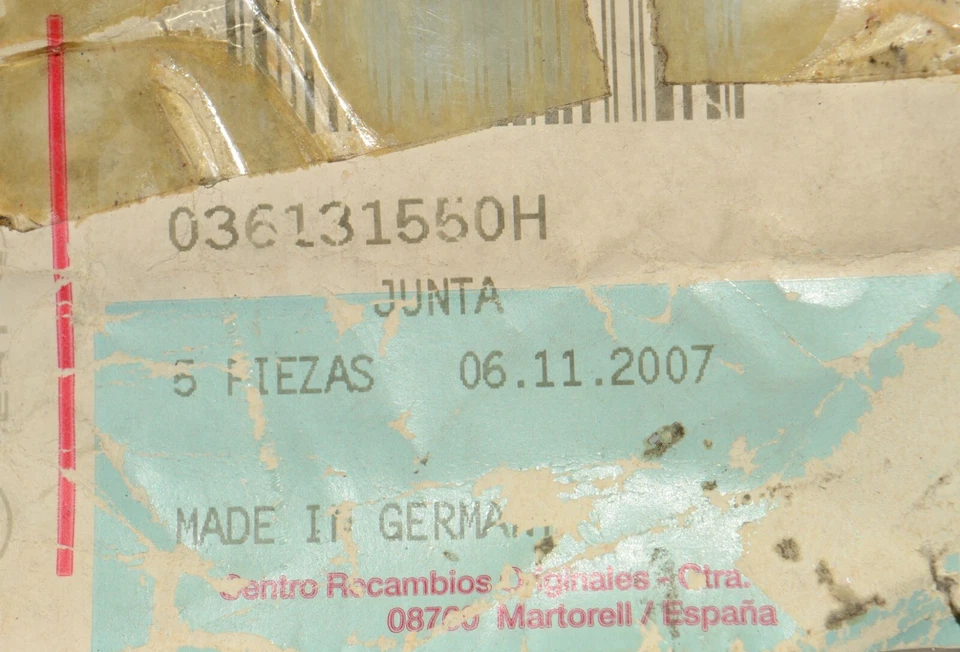 036131550H
JUNTA
5 PIEZAS 06.11.2007
MADE IN GERMANY
Centro Recambios Originales - Ctra.
08760 Martorell / España